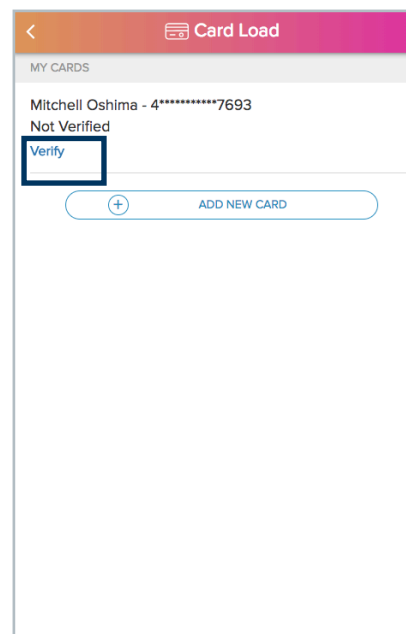 Card Load
MY CARDS
Mitchell Oshima - 4***********7693
Not Verified
Verify
ADD NEW CARD